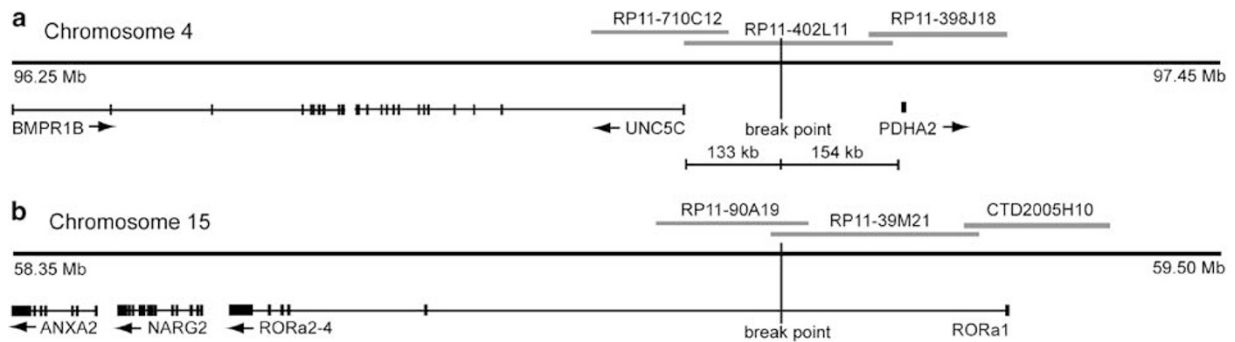 a Chromosome 4
RP11-710C12
RP11-402L11
RP11-398J18
96.25 Mb
97.45 Mb
BMPR1B
UNC5C
break point
PDHA2
133 kb
154 kb
b Chromosome 15
RP11-90A19
RP11-39M21
CTD2005H10
58.35 Mb
59.50 Mb
ANXA2
NARG2
RORa2-4
break point
RORa1